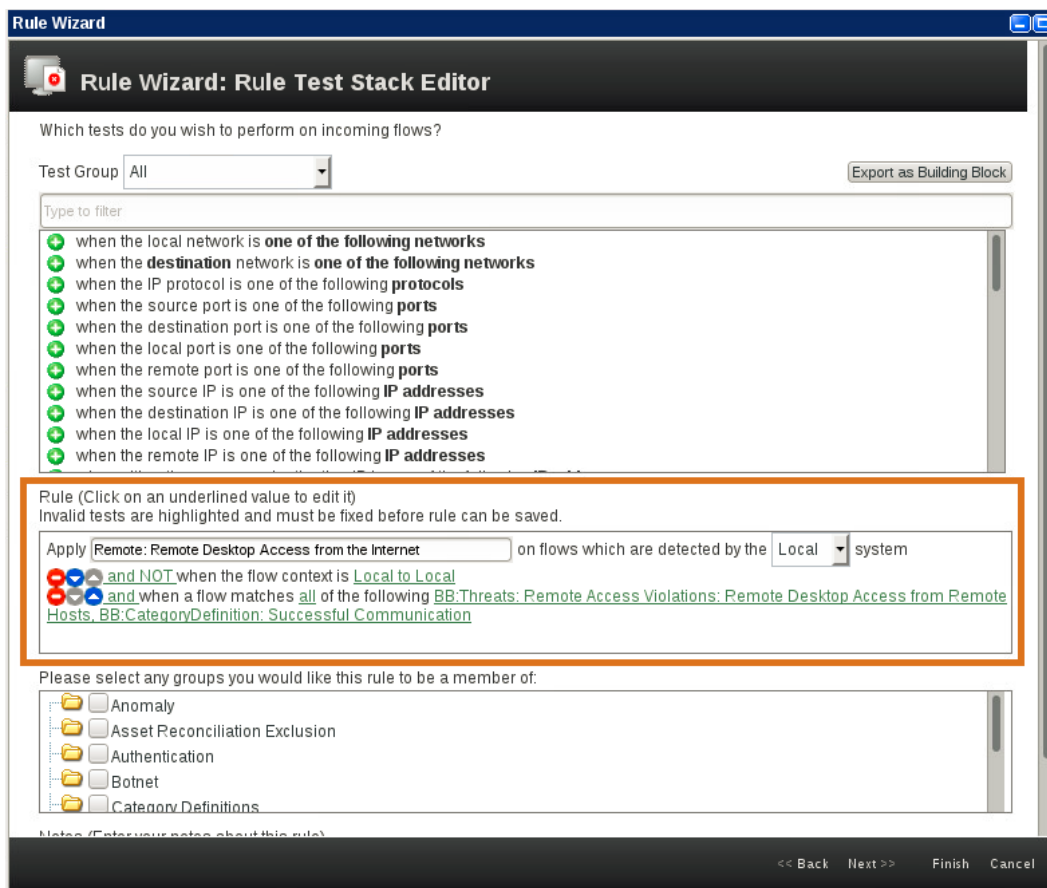 Rule Wizard
Rule Wizard: Rule Test Stack Editor
Which tests do you wish to perform on incoming flows?
Test Group All
Export as Building Block
Type to filter
when the local network is one of the following networks
when the destination network is one of the following networks
when the IP protocol is one of the following protocols
when the source port is one of the following ports
when the destination port is one of the following ports
when the local port is one of the following ports
when the remote port is one of the following ports
when the source IP is one of the following IP addresses
when the destination IP is one of the following IP addresses
when the local IP is one of the following IP addresses
when the remote IP is one of the following IP addresses
Rule (Click on an underlined value to edit it)
Invalid tests are highlighted and must be fixed before rule can be saved.
Apply Remote: Remote Desktop Access from the Internet on flows which are detected by the Local system
and NOT when the flow context is Local to Local
and when a flow matches all of the following BB:Threats: Remote Access Violations: Remote Desktop Access from Remote
Hosts, BB:CategoryDefinition: Successful Communication
Please select any groups you would like this rule to be a member of:
Anomaly
Asset Reconciliation Exclusion
Authentication
Botnet
Category Definitions
Notes (Enter your notes about this rule)
<< Back Next >> Finish Cancel